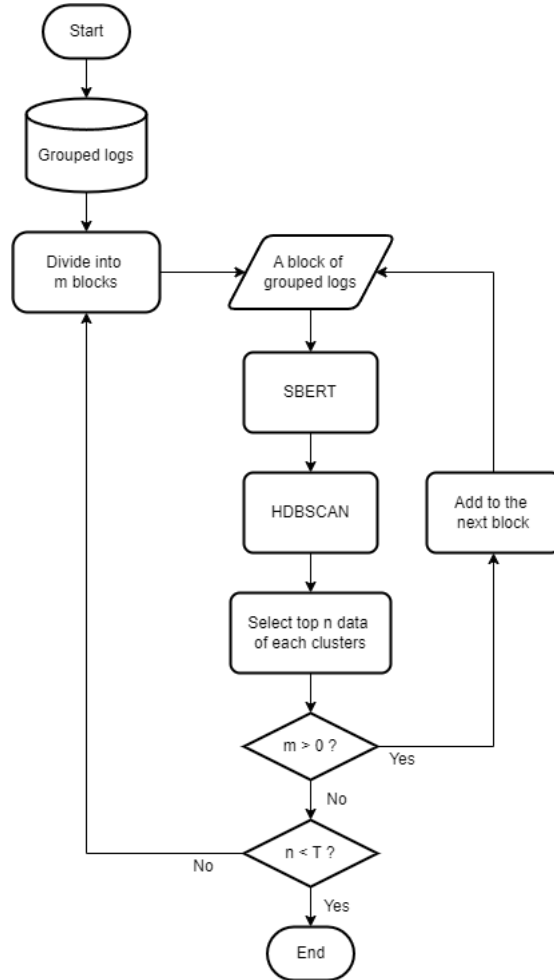 Start
Grouped logs
Divide into
m blocks
A block of
grouped logs
SBERT
HDBSCAN
Add to the
next block
Select top n data
of each clusters
m > 0 ?
Yes
No
n < T ?
No
Yes
End